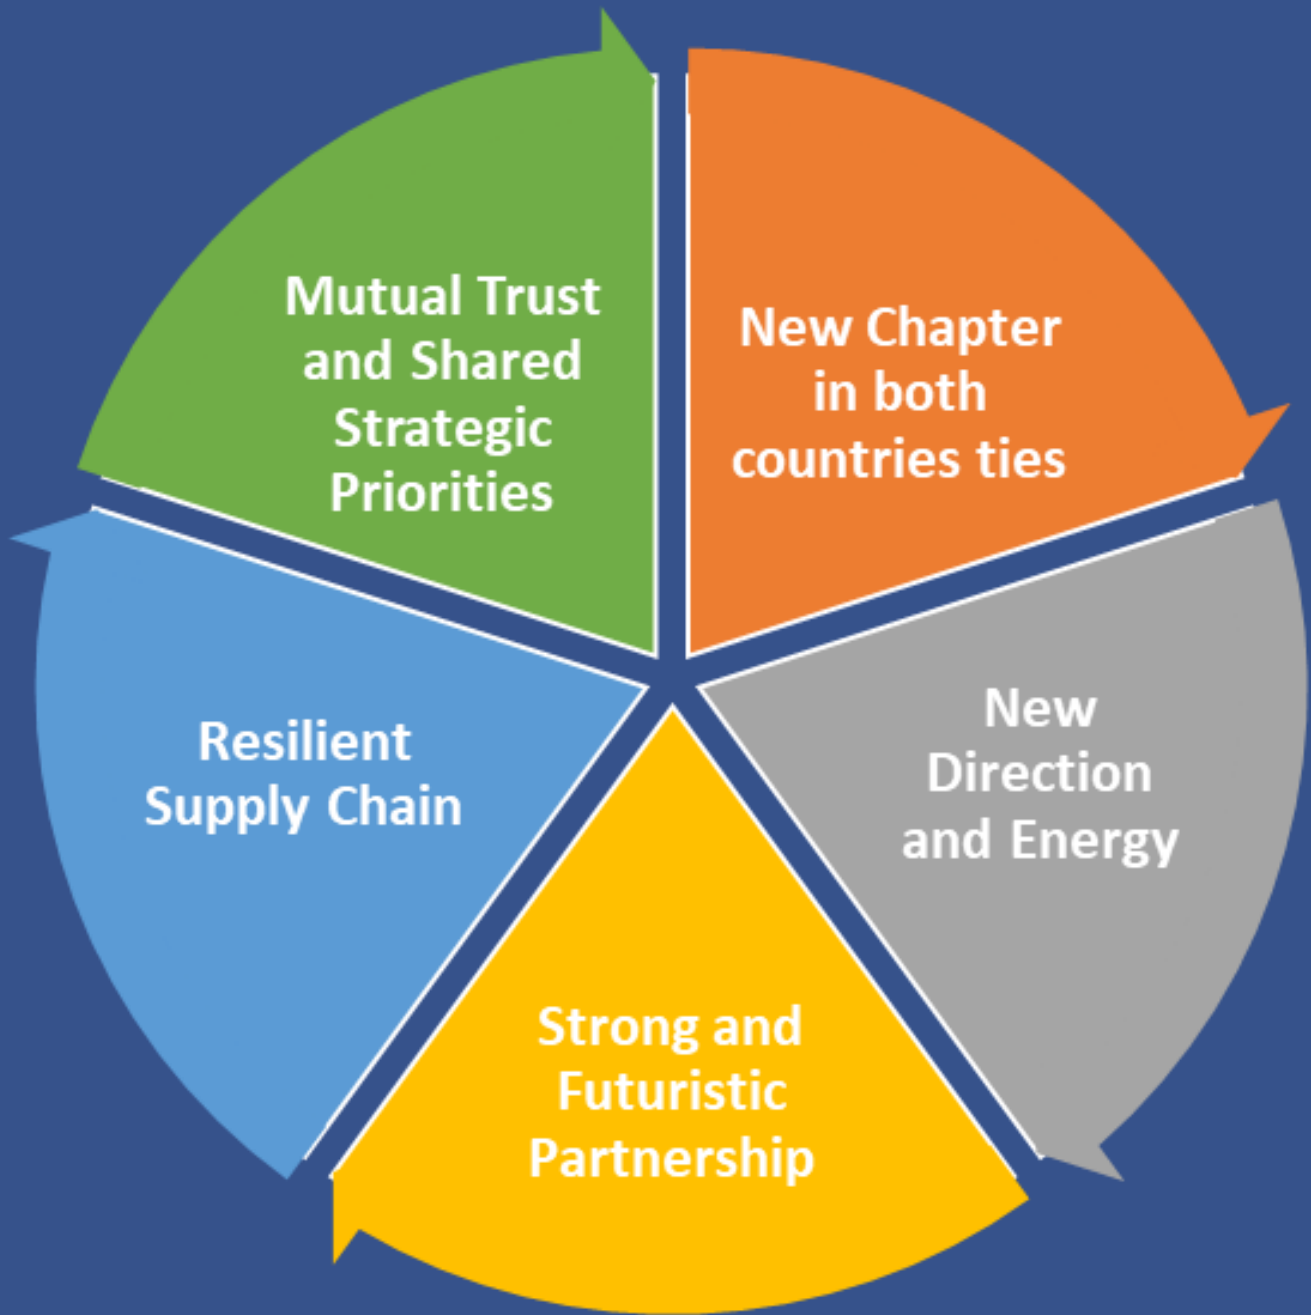 Mutual Trust
and Shared
Strategic
Priorities
New Chapter
in both
countries ties
New
Direction
and Energy
Strong and
Futuristic
Partnership
Resilient
Supply Chain